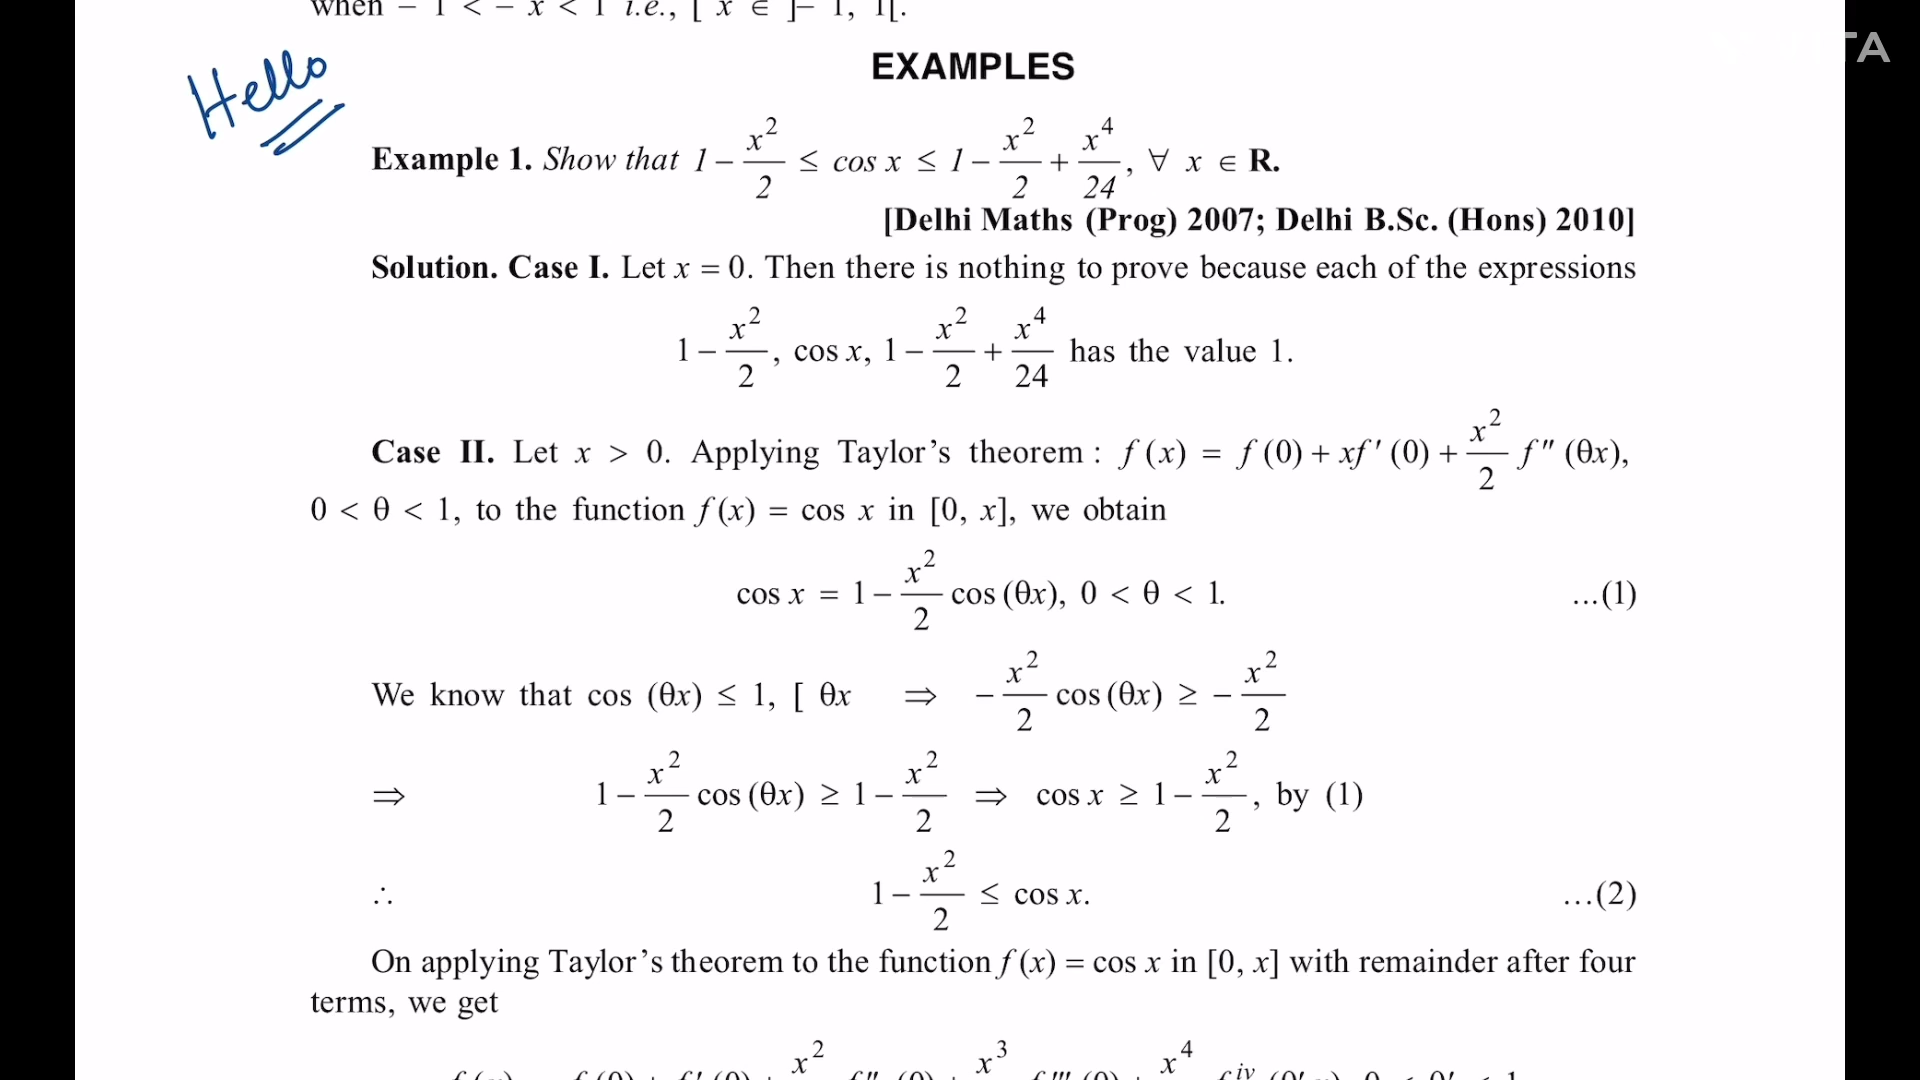 when – 1 < – x < 1 i.e., [ x ∈ ]– 1, 1[.
TA
EXAMPLES
Hello
Example 1. Show that 1 – x²/2 ≤ cos x ≤ 1 – x²/2 + x⁴/24, ∀ x ∈ R.
[Delhi Maths (Prog) 2007; Delhi B.Sc. (Hons) 2010]
Solution. Case I. Let x = 0. Then there is nothing to prove because each of the expressions
1 – x²/2, cos x, 1 – x²/2 + x⁴/24 has the value 1.
Case II. Let x > 0. Applying Taylor’s theorem : f (x) = f (0) + xf ′ (0) + x²/2 f ″ (θx),
0 < θ < 1, to the function f (x) = cos x in [0, x], we obtain
cos x = 1 – x²/2 cos (θx), 0 < θ < 1. ...(1)
We know that cos (θx) ≤ 1, [ θx ⇒ – x²/2 cos (θx) ≥ – x²/2
⇒ 1 – x²/2 cos (θx) ≥ 1 – x²/2 ⇒ cos x ≥ 1 – x²/2, by (1)
∴ 1 – x²/2 ≤ cos x. ...(2)
On applying Taylor’s theorem to the function f (x) = cos x in [0, x] with remainder after four
terms, we get